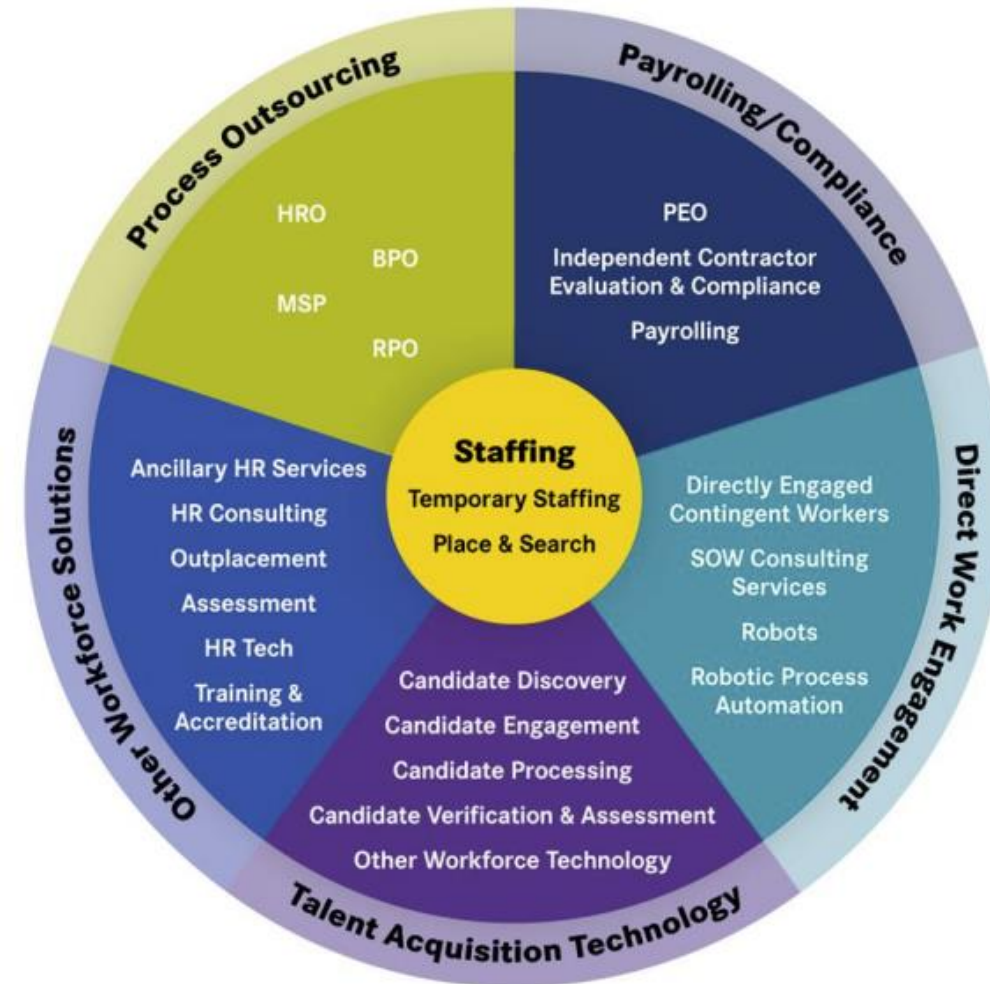 Process Outsourcing
HRO
BPO
MSP
RPO
Payrolling/Compliance
PEO
Independent Contractor
Evaluation & Compliance
Payrolling
Direct Work Engagement
Directly Engaged
Contingent Workers
SOW Consulting
Services
Robots
Robotic Process
Automation
Talent Acquisition Technology
Candidate Discovery
Candidate Engagement
Candidate Processing
Candidate Verification & Assessment
Other Workforce Technology
Other Workforce Solutions
Ancillary HR Services
HR Consulting
Outplacement
Assessment
HR Tech
Training &
Accreditation
Staffing
Temporary Staffing
Place & Search